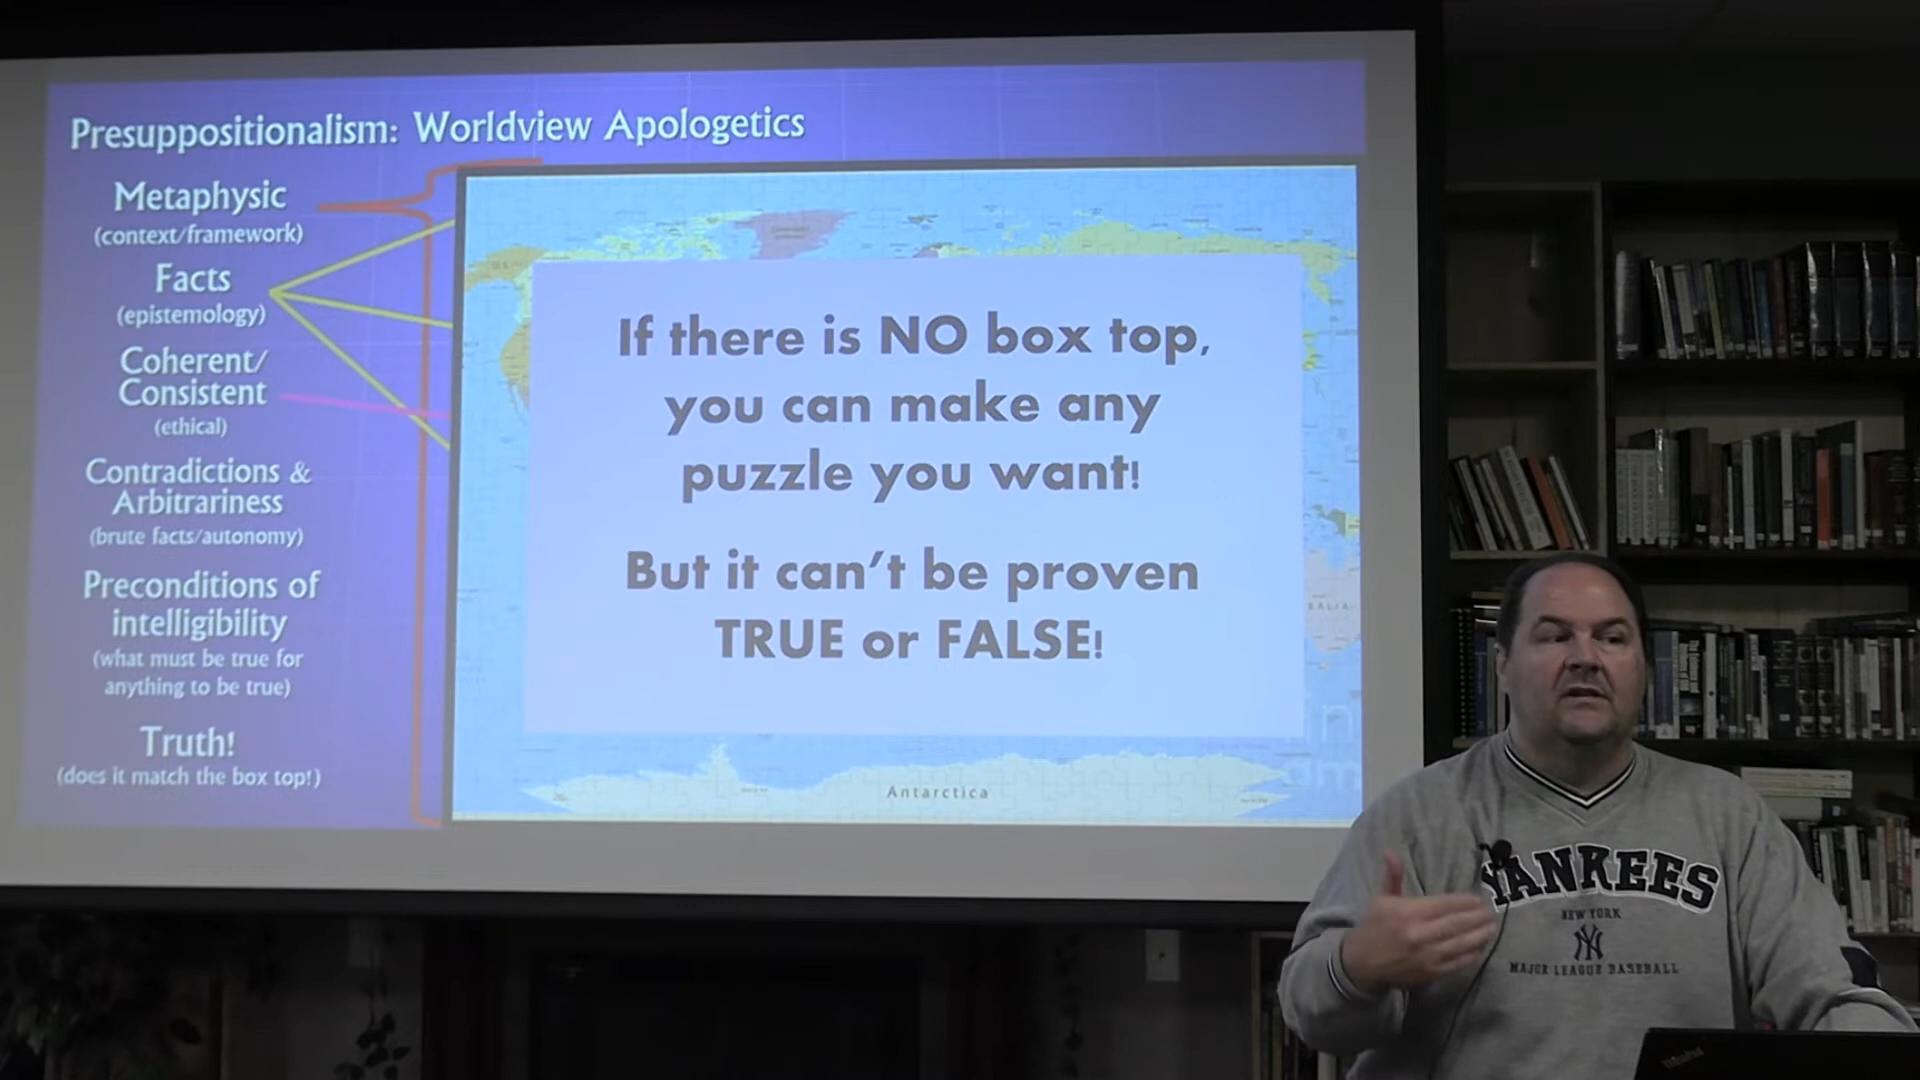 Presuppositionalism: Worldview Apologetics
Metaphysic
(context/framework)
Facts
(epistemology)
Coherent/
Consistent
(ethical)
Contradictions &
Arbitrariness
(brute facts/autonomy)
Preconditions of
intelligibility
(what must be true for
anything to be true)
Truth!
(does it match the box top!)
If there is NO box top,
you can make any
puzzle you want!
But it can't be proven
TRUE or FALSE!
Antarctica
YANKEES
NEW YORK
NY
MAJOR LEAGUE BASEBALL
ThinkPad